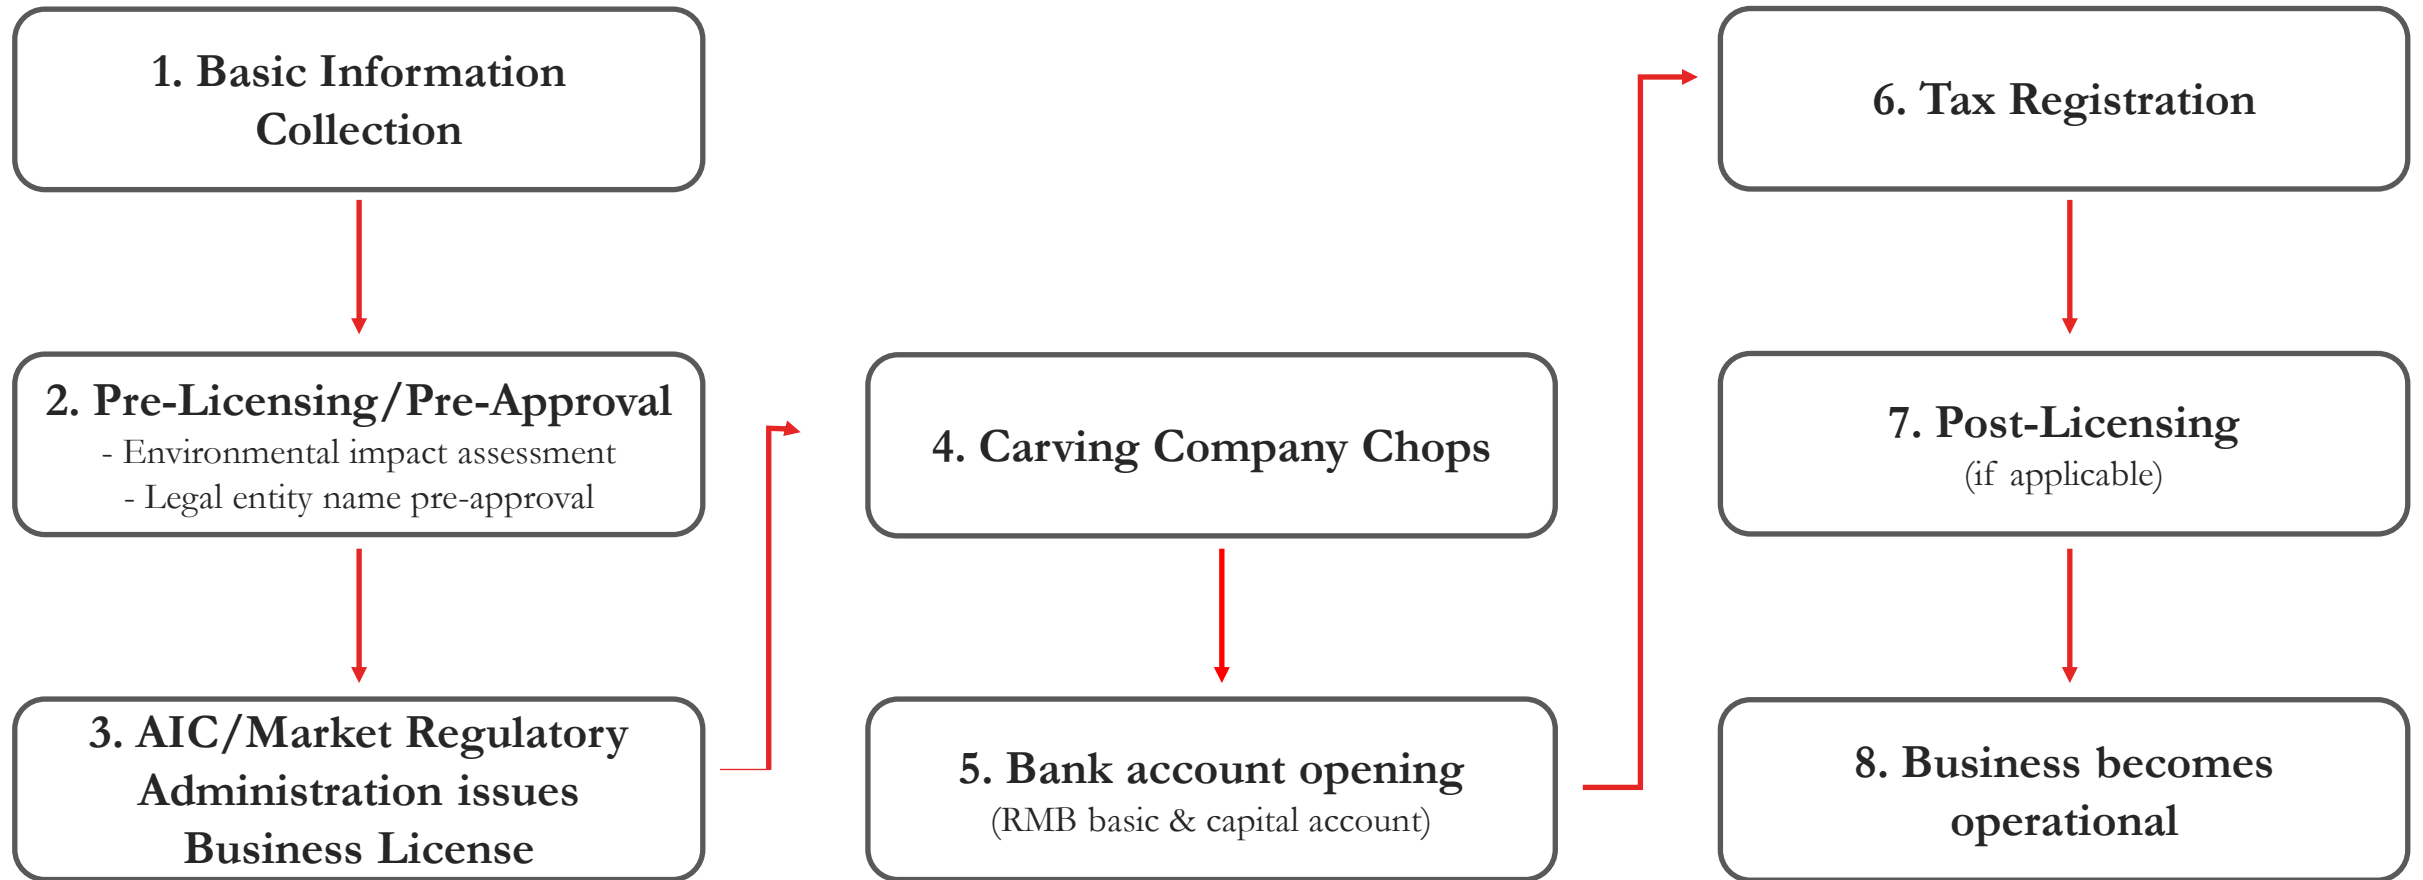 1. Basic Information
Collection
2. Pre-Licensing/Pre-Approval
- Environmental impact assessment
- Legal entity name pre-approval
3. AIC/Market Regulatory
Administration issues
Business License
4. Carving Company Chops
5. Bank account opening
(RMB basic & capital account)
6. Tax Registration
7. Post-Licensing
(if applicable)
8. Business becomes
operational